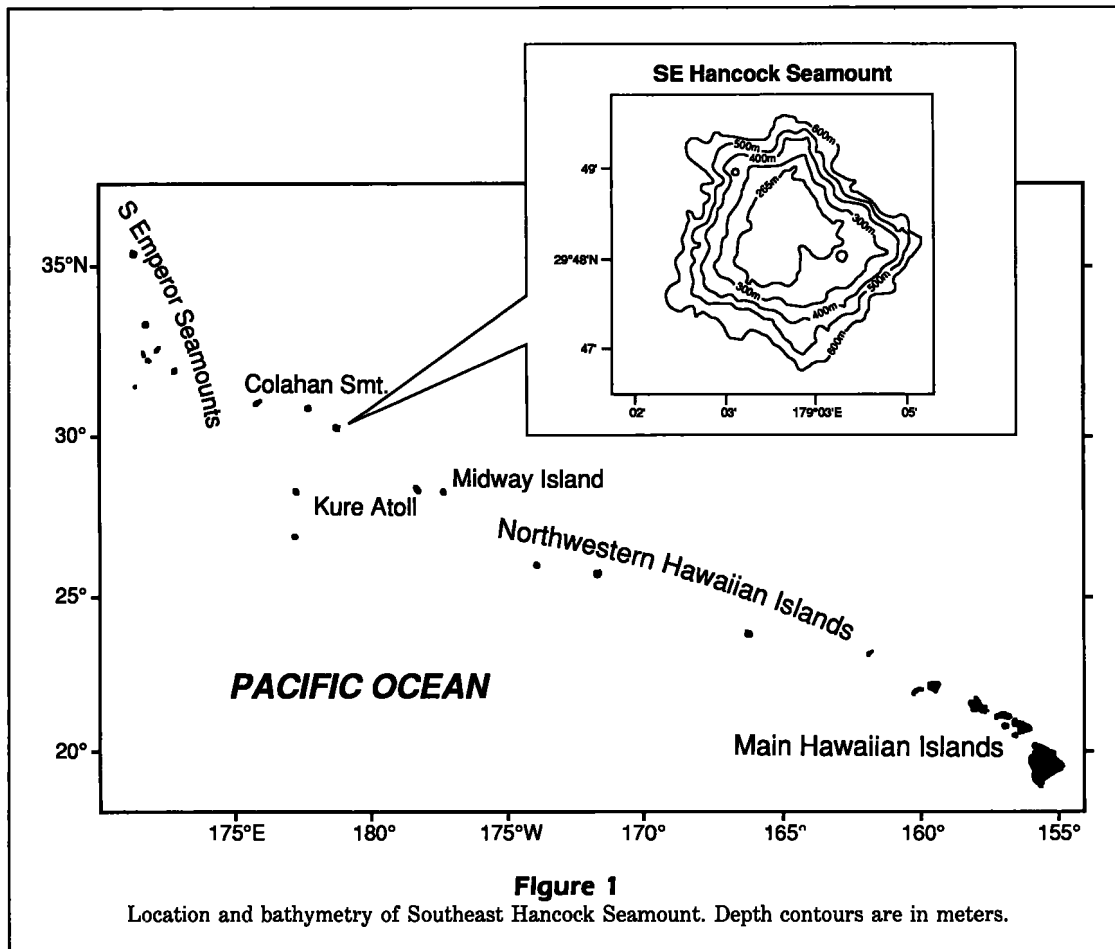 SE Hancock Seamount
600m
500m
400m
49'
265m
300m
29°48'N
500m
300m
400m
47'
600m
02'
03'
179°03'E
05'
S Emperor Seamounts
35°N
Colahan Smt.
30°
Midway Island
Kure Atoll
Northwestern Hawaiian Islands
25°
PACIFIC OCEAN
Main Hawaiian Islands
20°
175°E
180°
175°W
170°
165°
160°
155°
Figure 1
Location and bathymetry of Southeast Hancock Seamount. Depth contours are in meters.